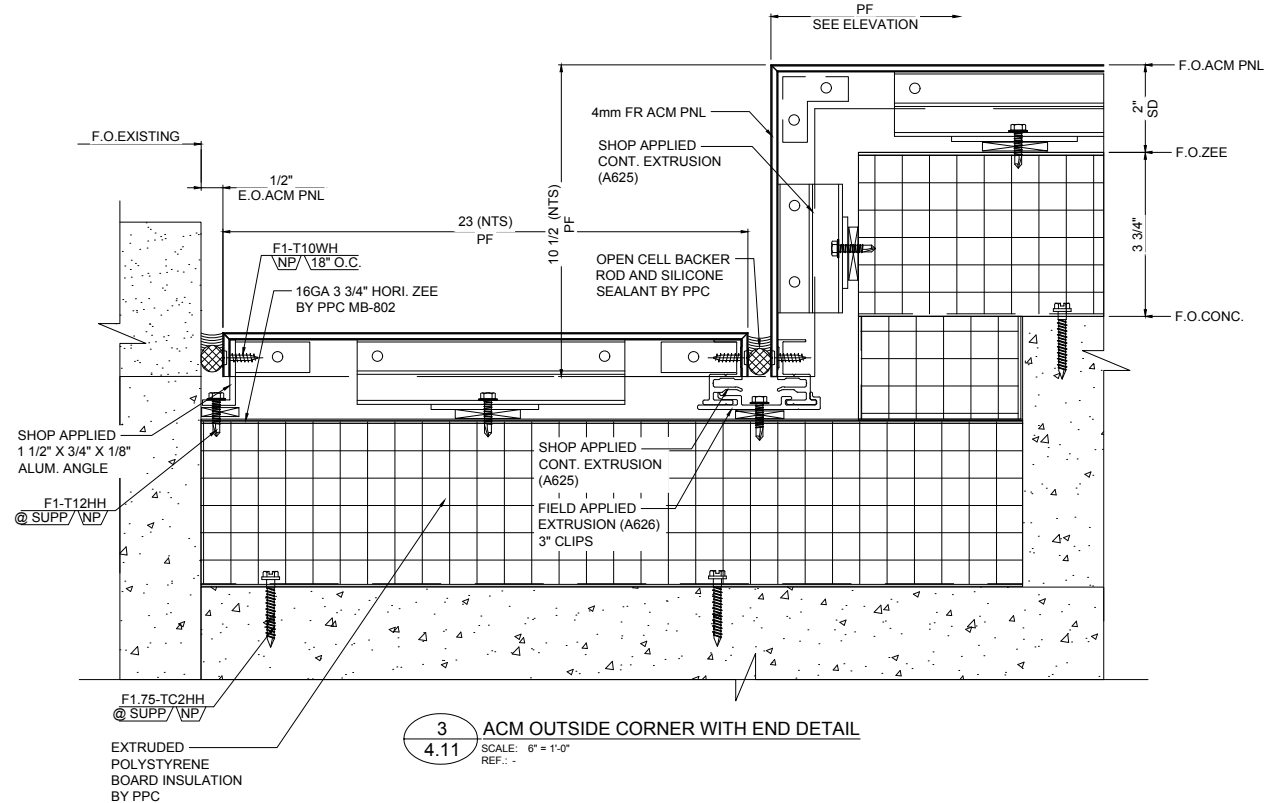 PF
SEE ELEVATION
F.O.ACM PNL
2"
SD
F.O.ZEE
3 3/4"
F.O.CONC.
4mm FR ACM PNL
SHOP APPLIED
CONT. EXTRUSION
(A625)
F.O.EXISTING
1/2"
E.O.ACM PNL
23 (NTS)
PF
10 1/2 (NTS)
PF
F1-T10WH
NP 18" O.C.
16GA 3 3/4" HORI. ZEE
BY PPC MB-802
OPEN CELL BACKER
ROD AND SILICONE
SEALANT BY PPC
SHOP APPLIED
1 1/2" X 3/4" X 1/8"
ALUM. ANGLE
F1-T12HH
@ SUPP NP
SHOP APPLIED
CONT. EXTRUSION
(A625)
FIELD APPLIED
EXTRUSION (A626)
3" CLIPS
F1.75-TC2HH
@ SUPP NP
EXTRUDED
POLYSTYRENE
BOARD INSULATION
BY PPC
3
4.11
ACM OUTSIDE CORNER WITH END DETAIL
SCALE: 6" = 1'-0"
REF.: -